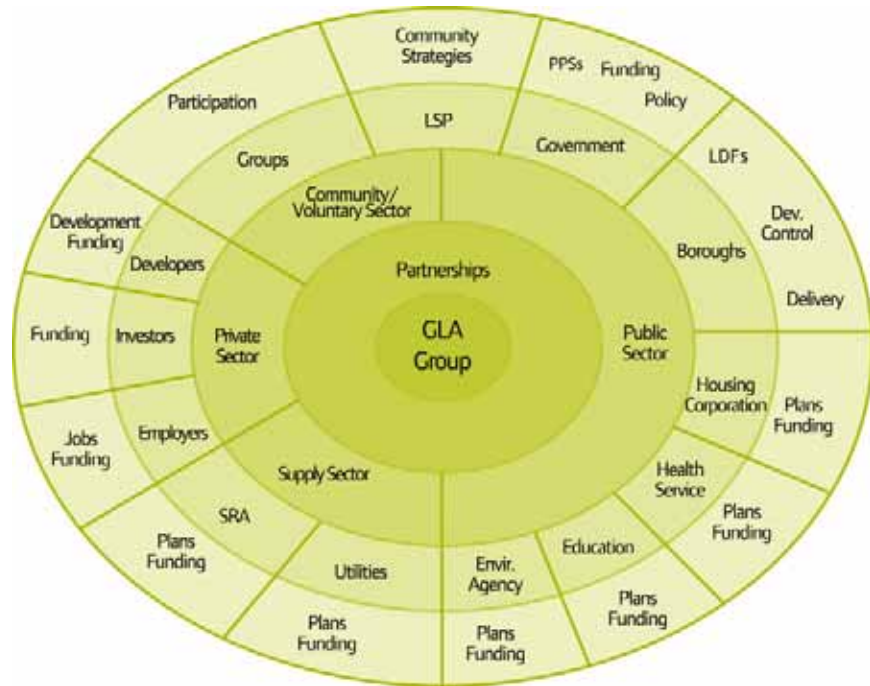 Community
Strategies
PPSs
Funding
Policy
Participation
LSP
Government
LDFs
Groups
Community/
Voluntary Sector
Dev.
Control
Development
Funding
Developers
Boroughs
Partnerships
Delivery
Funding
Investors
Private
Sector
GLA
Group
Public
Sector
Housing
Corporation
Plans
Funding
Jobs
Funding
Employers
Supply Sector
Health
Service
SRA
Plans
Funding
Plans
Funding
Utilities
Envir.
Agency
Education
Plans
Funding
Plans
Funding
Plans
Funding